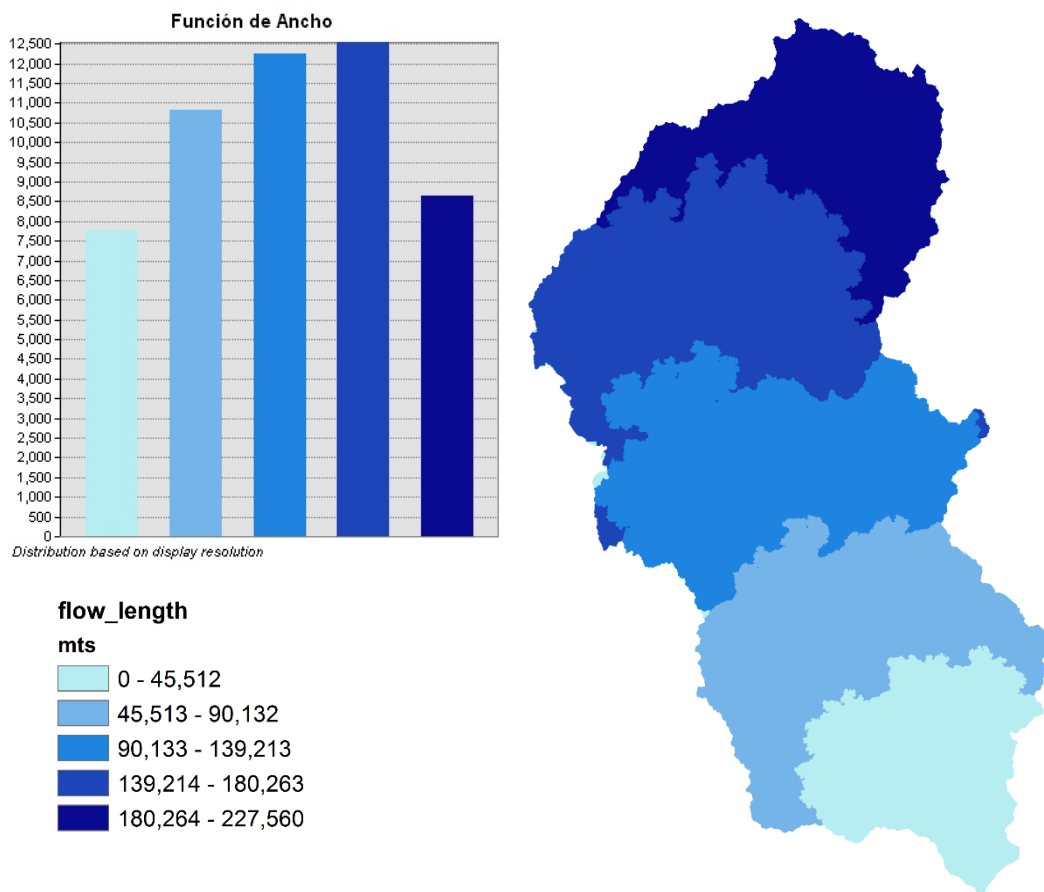 Función de Ancho
12,500
12,000
11,500
11,000
10,500
10,000
9,500
9,000
8,500
8,000
7,500
7,000
6,500
6,000
5,500
5,000
4,500
4,000
3,500
3,000
2,500
2,000
1,500
1,000
500
0
Distribution based on display resolution
flow_length
mts
0 - 45,512
45,513 - 90,132
90,133 - 139,213
139,214 - 180,263
180,264 - 227,560